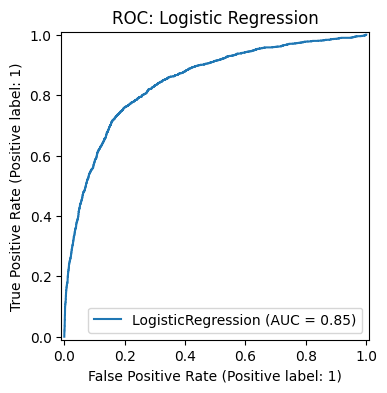 ROC: Logistic Regression
1.0
0.8
0.6
0.4
0.2
0.0
True Positive Rate (Positive label: 1)
LogisticRegression (AUC = 0.85)
0.0 0.2 0.4 0.6 0.8 1.0
False Positive Rate (Positive label: 1)